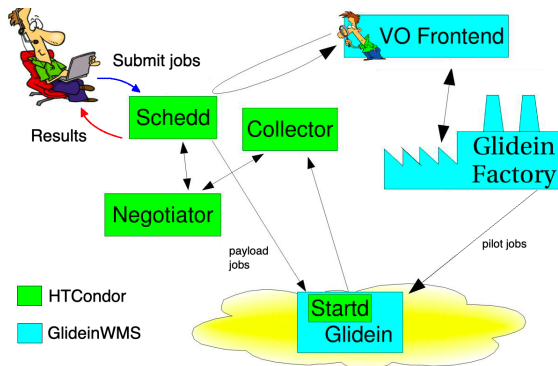 Submit jobs
VO Frontend
Results
Schedd
Collector
Glidein
Factory
Negotiator
payload
jobs
pilot jobs
HTCondor
Startd
GlideinWMS
Glidein